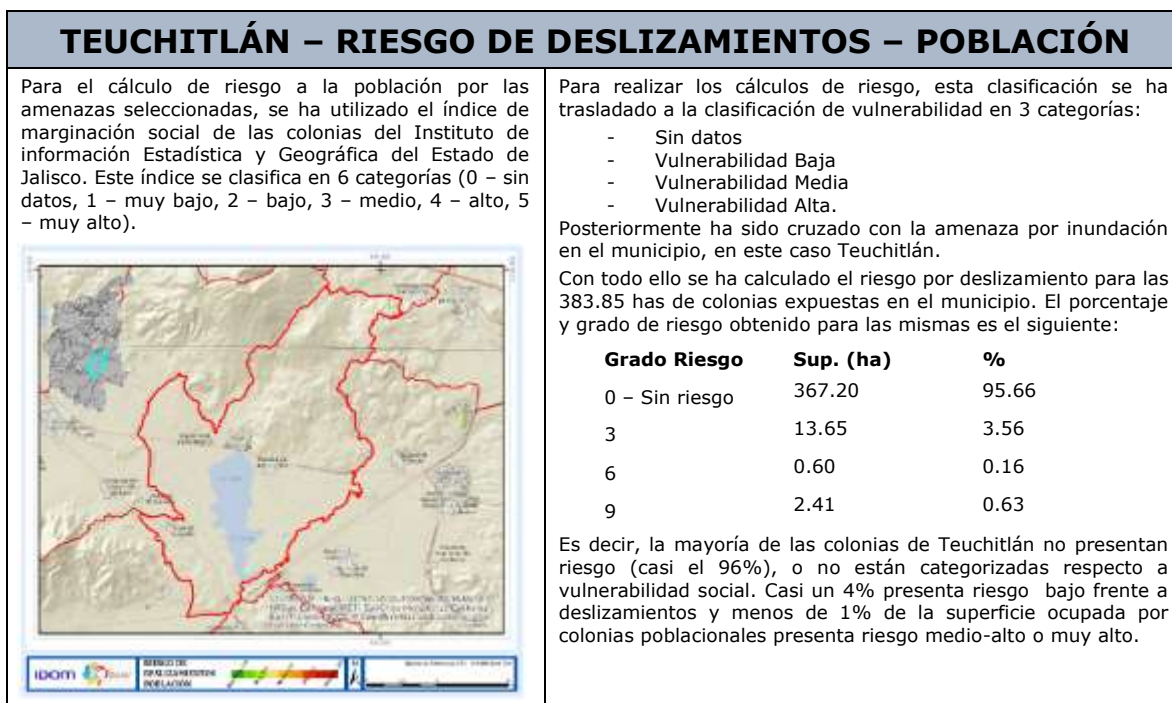 TEUCHITLÁN – RIESGO DE DESLIZAMIENTOS – POBLACIÓN
Para el cálculo de riesgo a la población por las
amenazas seleccionadas, se ha utilizado el índice de
marginación social de las colonias del Instituto de
información Estadística y Geográfica del Estado de
Jalisco. Este índice se clasifica en 6 categorías (0 – sin
datos, 1 – muy bajo, 2 – bajo, 3 – medio, 4 – alto, 5
– muy alto).
IDOM
RIESGO DE
DESLIZAMIENTOS
POBLACIÓN
Para realizar los cálculos de riesgo, esta clasificación se ha
trasladado a la clasificación de vulnerabilidad en 3 categorías:
- Sin datos
- Vulnerabilidad Baja
- Vulnerabilidad Media
- Vulnerabilidad Alta.
Posteriormente ha sido cruzado con la amenaza por inundación
en el municipio, en este caso Teuchitlán.
Con todo ello se ha calculado el riesgo por deslizamiento para las
383.85 has de colonias expuestas en el municipio. El porcentaje
y grado de riesgo obtenido para las mismas es el siguiente:
Grado Riesgo Sup. (ha) %
0 – Sin riesgo 367.20 95.66
3 13.65 3.56
6 0.60 0.16
9 2.41 0.63
Es decir, la mayoría de las colonias de Teuchitlán no presentan
riesgo (casi el 96%), o no están categorizadas respecto a
vulnerabilidad social. Casi un 4% presenta riesgo bajo frente a
deslizamientos y menos de 1% de la superficie ocupada por
colonias poblacionales presenta riesgo medio-alto o muy alto.